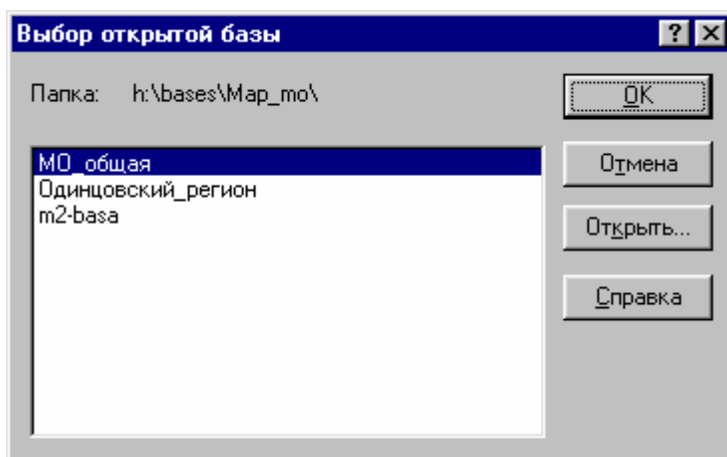 Выбор открытой базы
Папка: h:\bases\Map_mo\
OK
МО_общая
Одинцовский_регион
m2-basa
Отмена
Открыть...
Справка